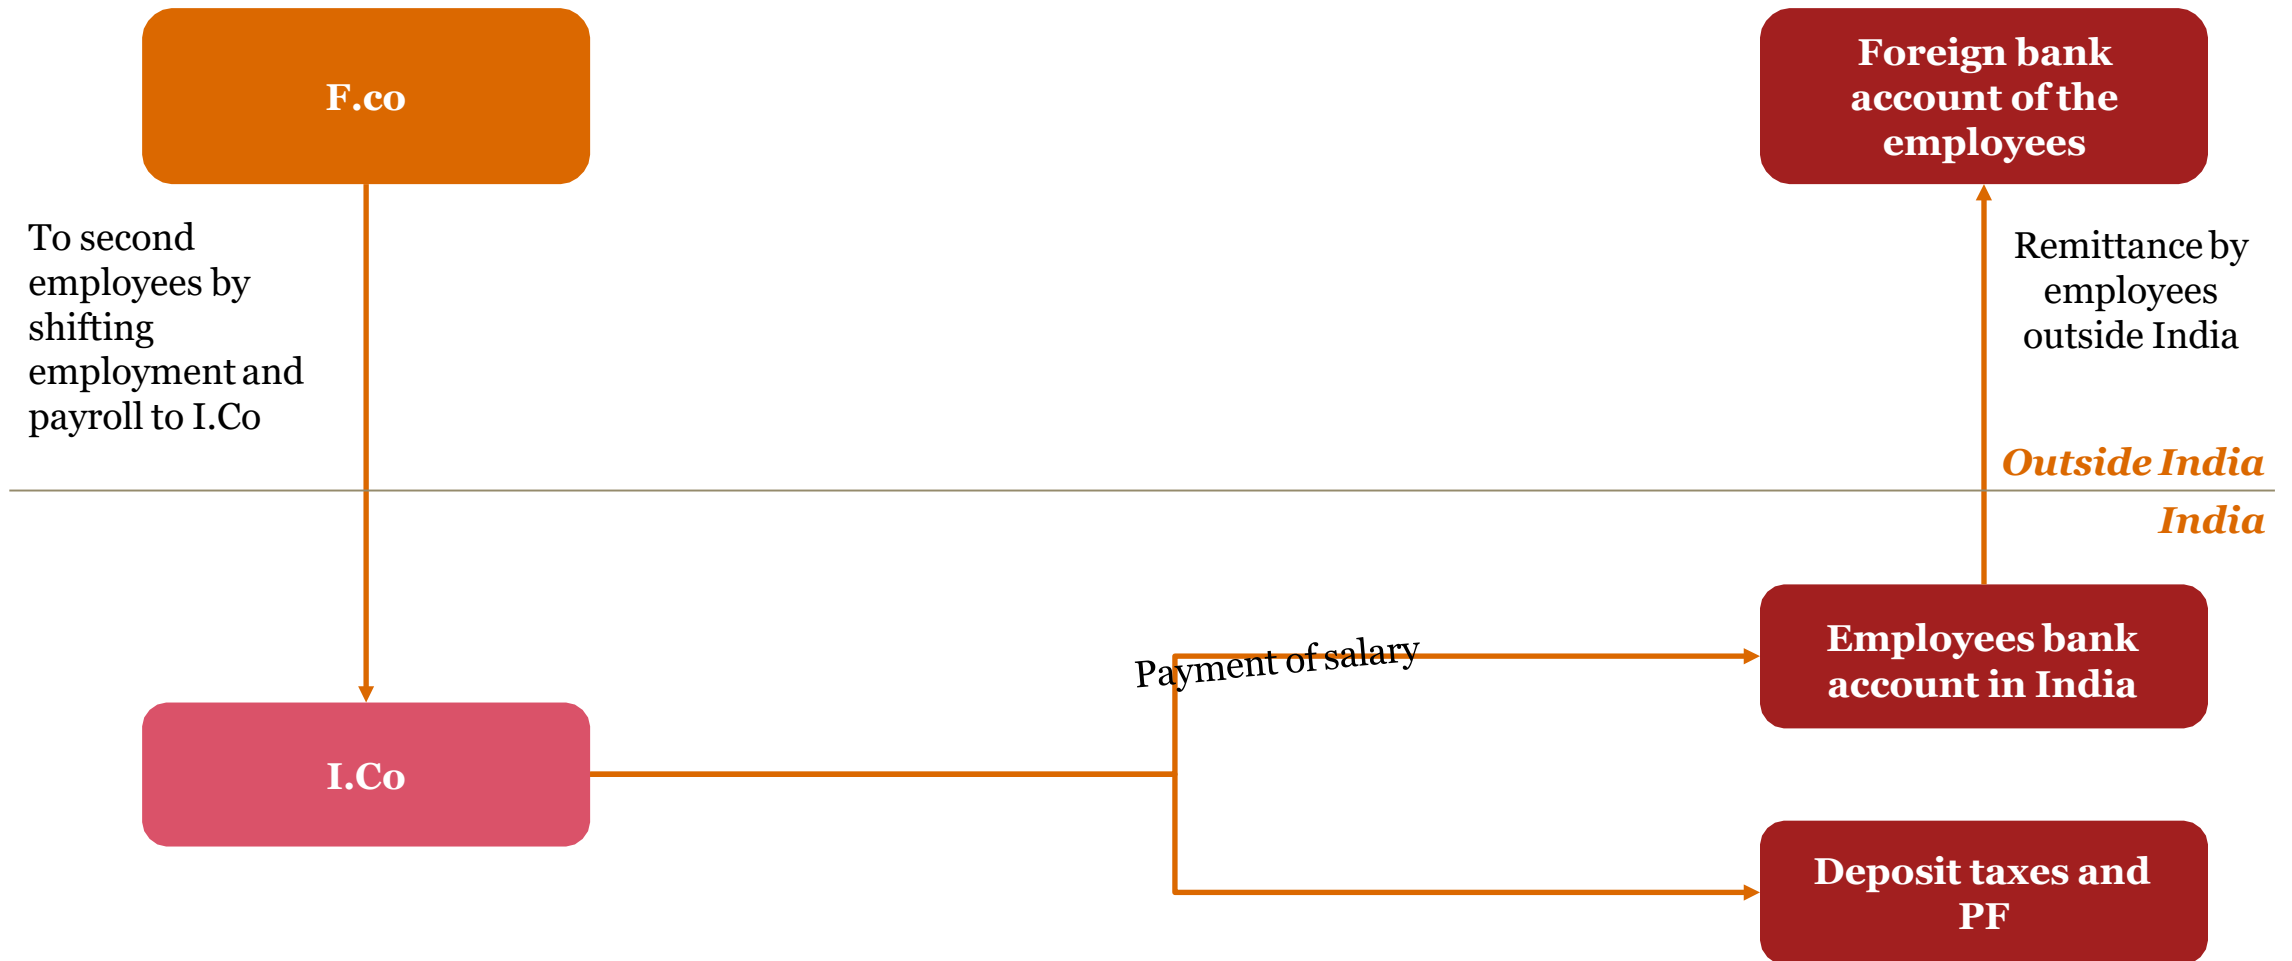 F.co
Foreign bank
account of the
employees
To second
employees by
shifting
employment and
payroll to I.Co
Remittance by
employees
outside India
Outside India
India
Payment of salary
Employees bank
account in India
I.Co
Deposit taxes and
PF